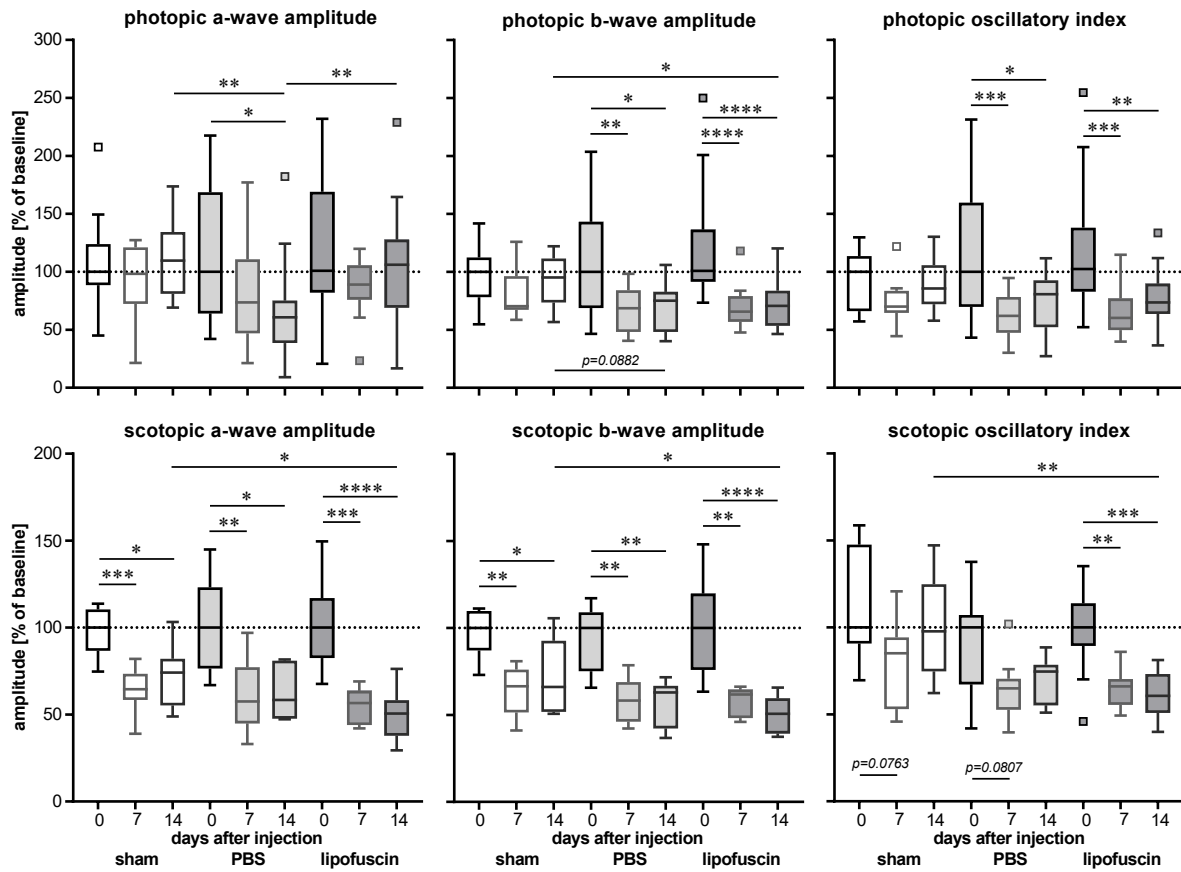 photopic a-wave amplitude
photopic b-wave amplitude
photopic oscillatory index
amplitude [% of baseline]
300
250
200
150
100
50
0
** **
*
*
*
** ****
****
p=0.0882
*
***
**
***
scotopic a-wave amplitude
scotopic b-wave amplitude
scotopic oscillatory index
amplitude [% of baseline]
200
150
100
50
0
*
****
*
***
**
*
***
*
****
**
**
*
**
**
**
***
**
p=0.0763
p=0.0807
0 7 14 0 7 14 0 7 14
days after injection
sham PBS lipofuscin
0 7 14 0 7 14 0 7 14
days after injection
sham PBS lipofuscin
0 7 14 0 7 14 0 7 14
days after injection
sham PBS lipofuscin